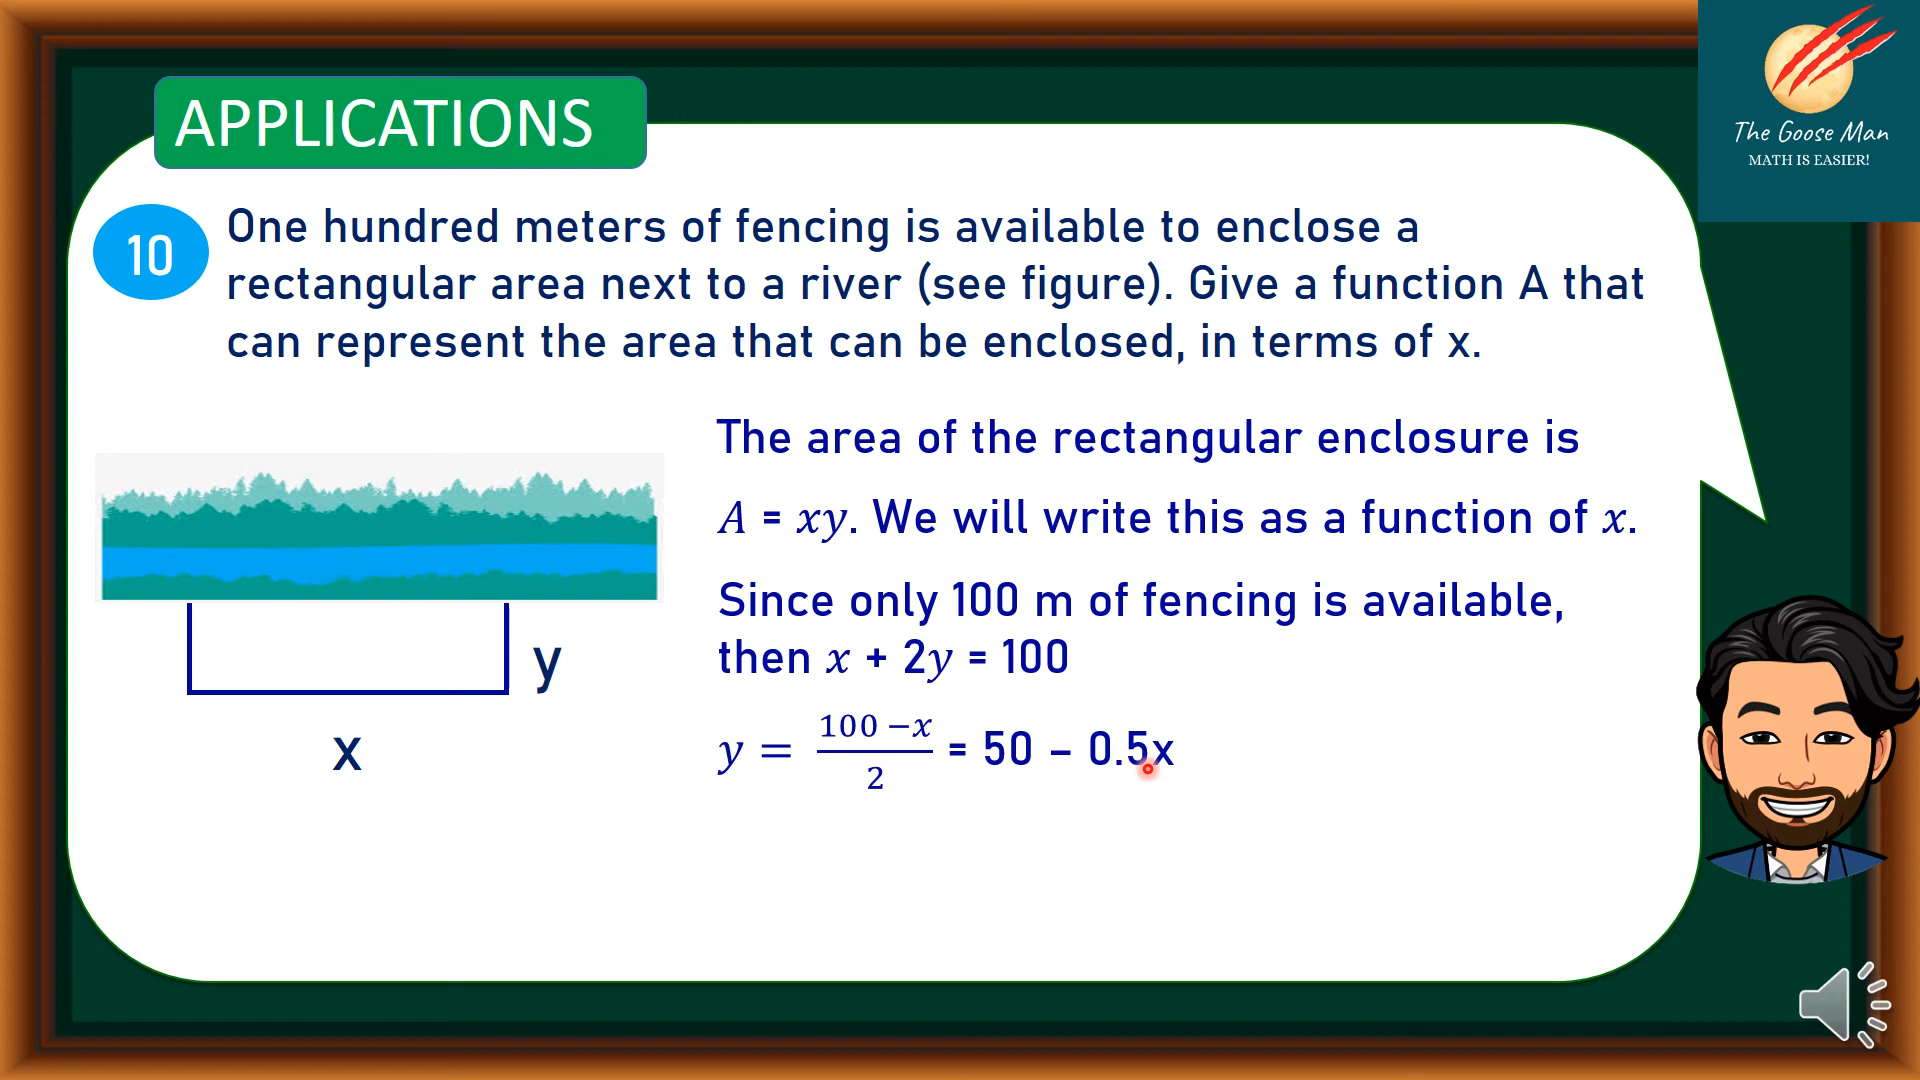 APPLICATIONS
The Goose Man
MATH IS EASIER!
10
One hundred meters of fencing is available to enclose a
rectangular area next to a river (see figure). Give a function A that
can represent the area that can be enclosed, in terms of x.
The area of the rectangular enclosure is
A = xy. We will write this as a function of x.
Since only 100 m of fencing is available,
then x + 2y = 100
y = \frac{100 - x}{2} = 50 – 0.5x
y
x